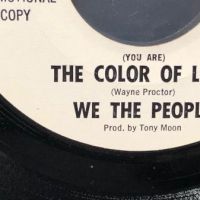 COPY
(YOU ARE)
THE COLOR OF
(Wayne Proctor)
WE THE PEOPL
Prod. by Tony Moon